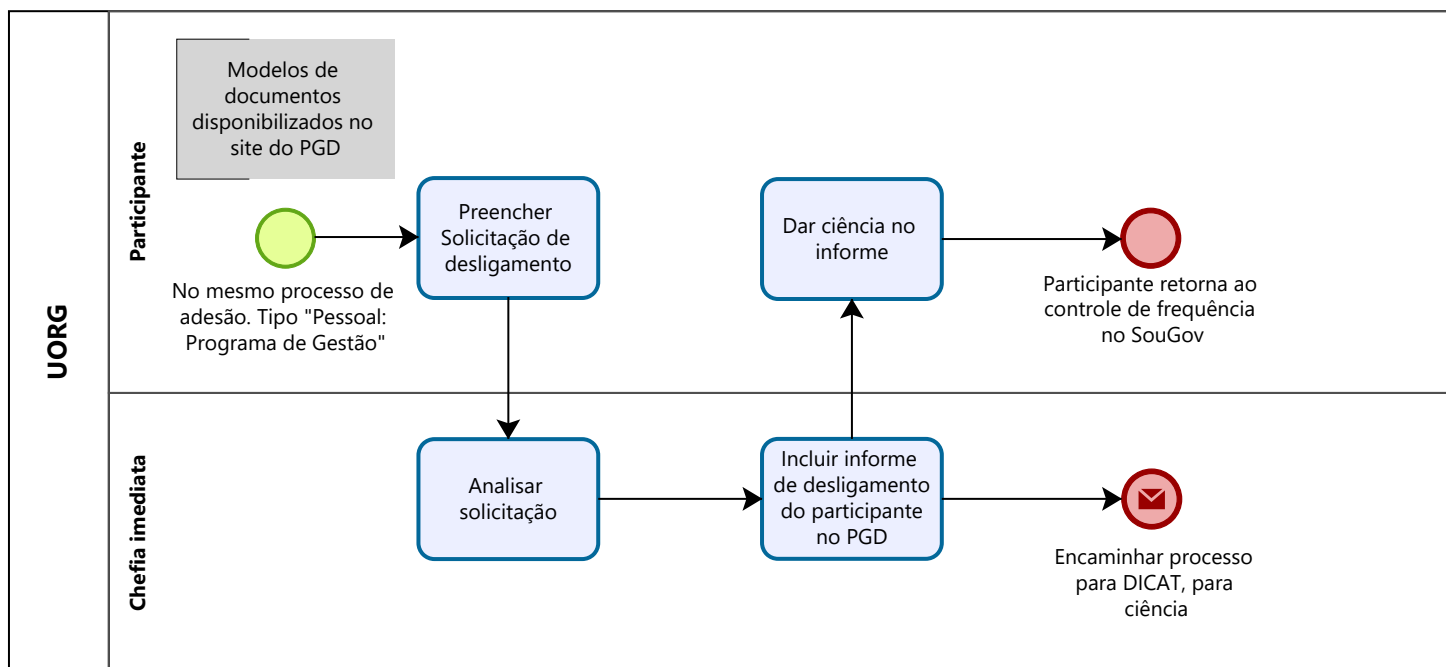 UORG
Participante
Modelos de
documentos
disponibilizados no
site do PGD
No mesmo processo de
adesão. Tipo "Pessoal:
Programa de Gestão"
Preencher
Solicitação de
desligamento
Dar ciência no
informe
Participante retorna ao
controle de frequência
no SouGov
Chefia imediata
Analisar
solicitação
Incluir informe
de desligamento
do participante
no PGD
Encaminhar processo
para DICAT, para
ciência